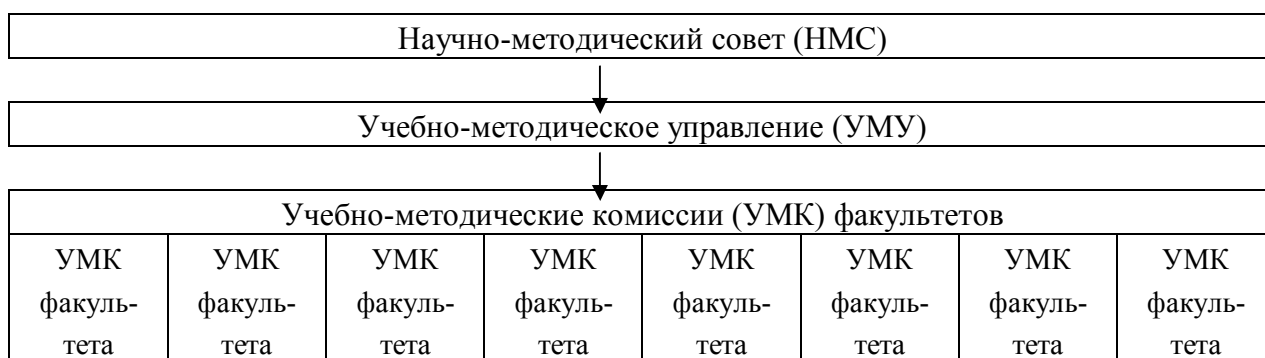 Научно-методический совет (НМС)
Учебно-методическое управление (УМУ)
Учебно-методические комиссии (УМК) факультетов
УМК факуль-тета
УМК факуль-тета
УМК факуль-тета
УМК факуль-тета
УМК факуль-тета
УМК факуль-тета
УМК факуль-тета
УМК факуль-тета